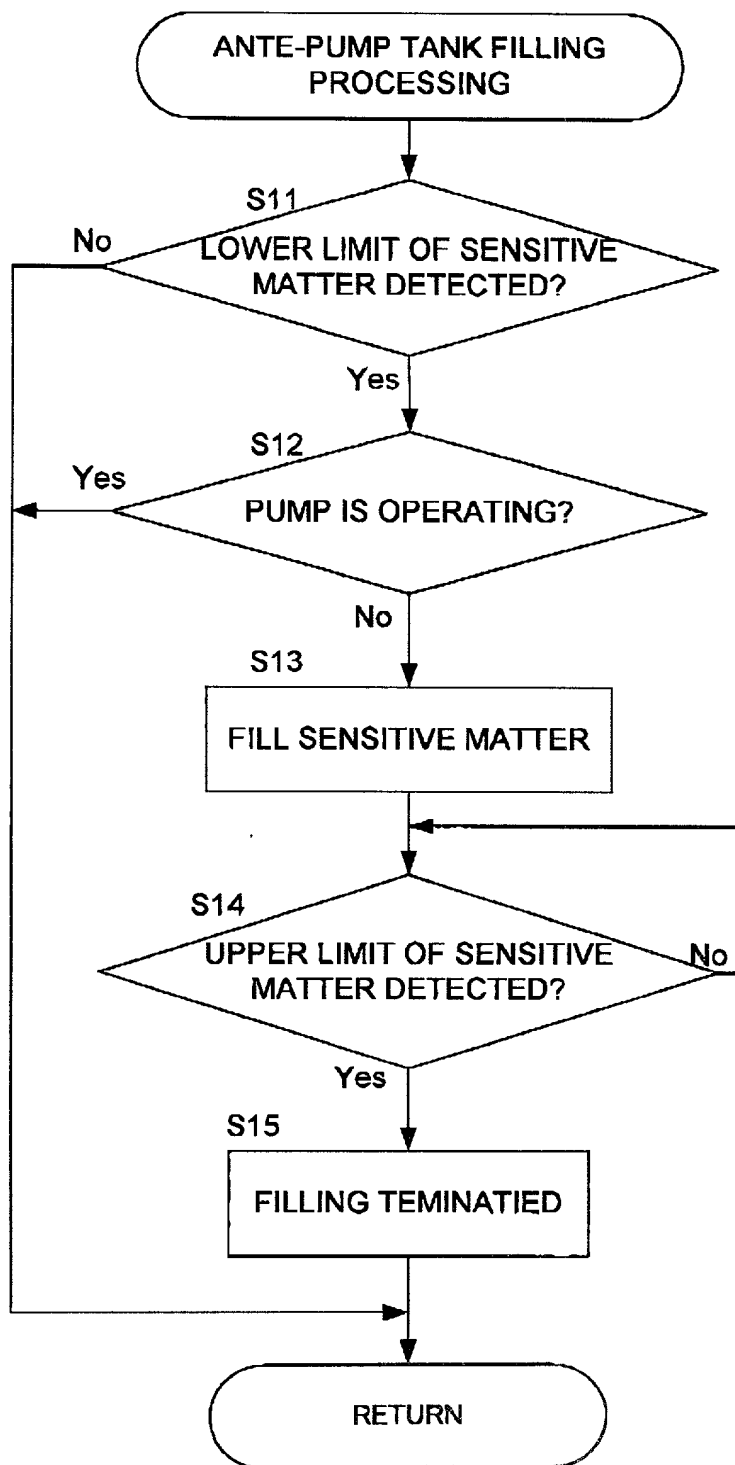 ANTE-PUMP TANK FILLING
PROCESSING
S11
No
LOWER LIMIT OF SENSITIVE
MATTER DETECTED?
Yes
S12
Yes
PUMP IS OPERATING?
No
S13
FILL SENSITIVE MATTER
S14
UPPER LIMIT OF SENSITIVE
MATTER DETECTED?
No
Yes
S15
FILLING TEMINATIED
RETURN